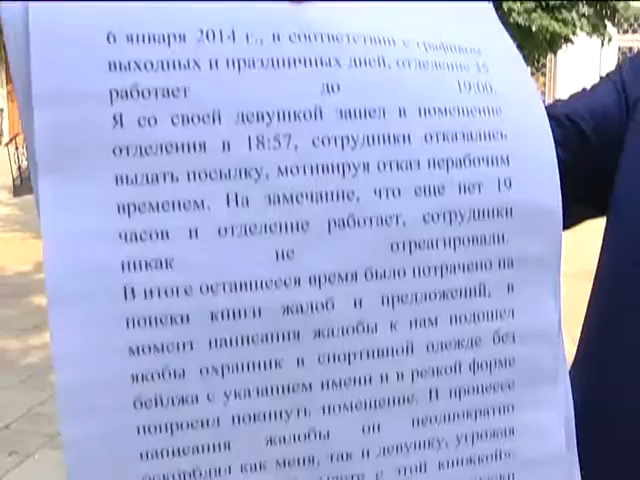 6 января 2014 г., в соответствии с графиком
выходных и праздничных дней, отделение 35
работает до 19:00.
Я со своей девушкой зашел в помещение
отделения в 18:57, сотрудники отказались
выдать посылку, мотивируя отказ нерабочим
временем. На замечание, что еще нет 19
часов и отделение работает, сотрудники
никак не отреагировали.
В итоге оставшееся время было потрачено на
поиски книги жалоб и предложений, в
момент написания жалобы к нам подошел
якобы охранник в спортивной одежде без
бейджа с указанием имени и в резкой форме
попросил покинуть помещение. В процессе
написания жалобы он неоднократно
оскорблял как меня, так и девушку, угрожая
с этой книжкой».